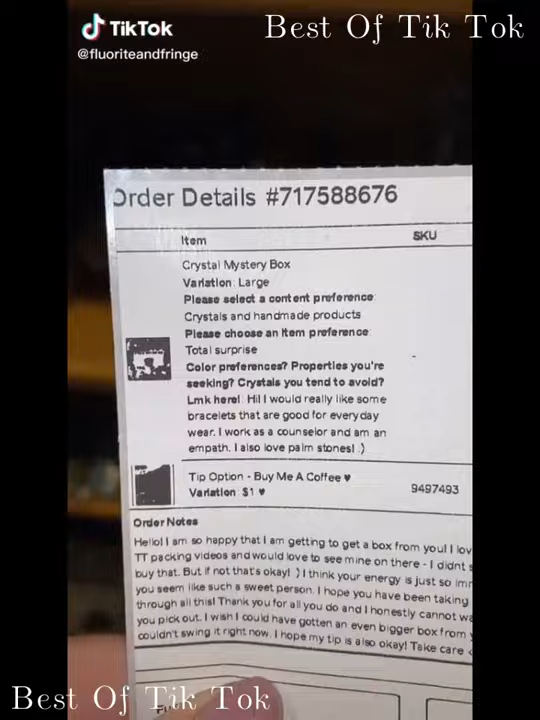 TikTok
Best Of Tik Tok
@fluoriteandfringe
Order Details #717588676
Item SKU
Crystal Mystery Box
Variation: Large
Please select a content preference:
Crystals and handmade products
Please choose an item preference:
Total surprise
Color preferences? Properties you're
seeking? Crystals you tend to avoid?
Lmk here!: Hi! I would really like some
bracelets that are good for everyday
wear. I work as a counselor and am an
empath. I also love palm stones! :)
Tip Option - Buy Me A Coffee ♥
Variation: $1 ♥
9497493
Order Notes
Hello! I am so happy that I am getting to get a box from you! I
TT packing videos and would love to see mine on there - I didnt
buy that. But if not that's okay! :) I think your energy is just so
you seem like such a sweet person. I hope you have been taking
through all this! Thank you for all you do and I honestly cannot
you pick out. I wish I could have gotten an even bigger box from
couldn't swing it right now. I hope my tip is also okay! Take care
Best Of Tik Tok